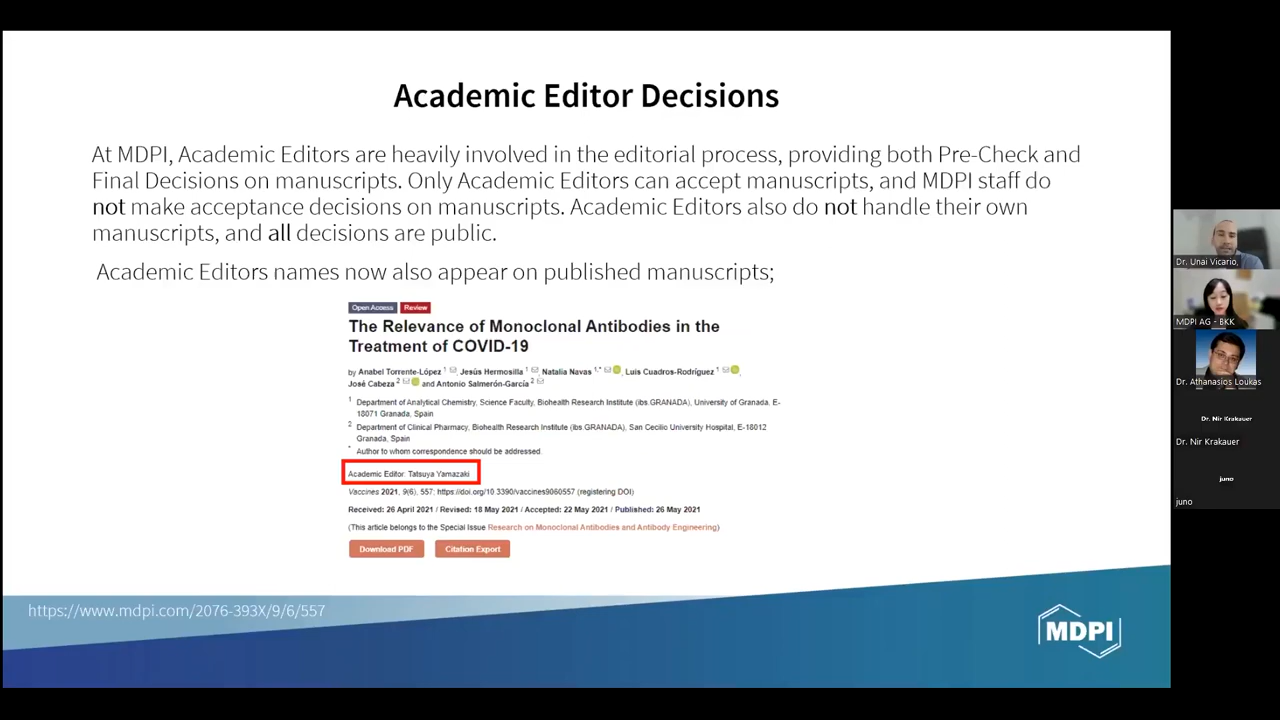 Academic Editor Decisions
At MDPI, Academic Editors are heavily involved in the editorial process, providing both Pre-Check and
Final Decisions on manuscripts. Only Academic Editors can accept manuscripts, and MDPI staff do
not make acceptance decisions on manuscripts. Academic Editors also do not handle their own
manuscripts, and all decisions are public.
Academic Editors names now also appear on published manuscripts;
Open Access Review
The Relevance of Monoclonal Antibodies in the
Treatment of COVID-19
by Anabel Torrente-López 1, Jesús Hermosilla 1, Natalia Navas 1,*, Luis Cuadros-Rodríguez 1,
José Cabeza 2 and Antonio Salmerón-García 2
1 Department of Analytical Chemistry, Science Faculty, Biohealth Research Institute (ibs.GRANADA), University of Granada, E-
18071 Granada, Spain
2 Department of Clinical Pharmacy, Biohealth Research Institute (ibs.GRANADA), San Cecilio University Hospital, E-18012
Granada, Spain
* Author to whom correspondence should be addressed.
Academic Editor: Tatsuya Yamazaki
Vaccines 2021, 9(6), 557; https://doi.org/10.3390/vaccines9060557 (registering DOI)
Received: 26 April 2021 / Revised: 18 May 2021 / Accepted: 22 May 2021 / Published: 26 May 2021
(This article belongs to the Special Issue Research on Monoclonal Antibodies and Antibody Engineering)
Download PDF Citation Export
https://www.mdpi.com/2076-393X/9/6/557
MDPI
Dr. Unai Vicario,
MDPI AG - BKK
Dr. Athanasios Loukas
Dr. Nir Krakauer
Dr. Nir Krakauer
juno
juno